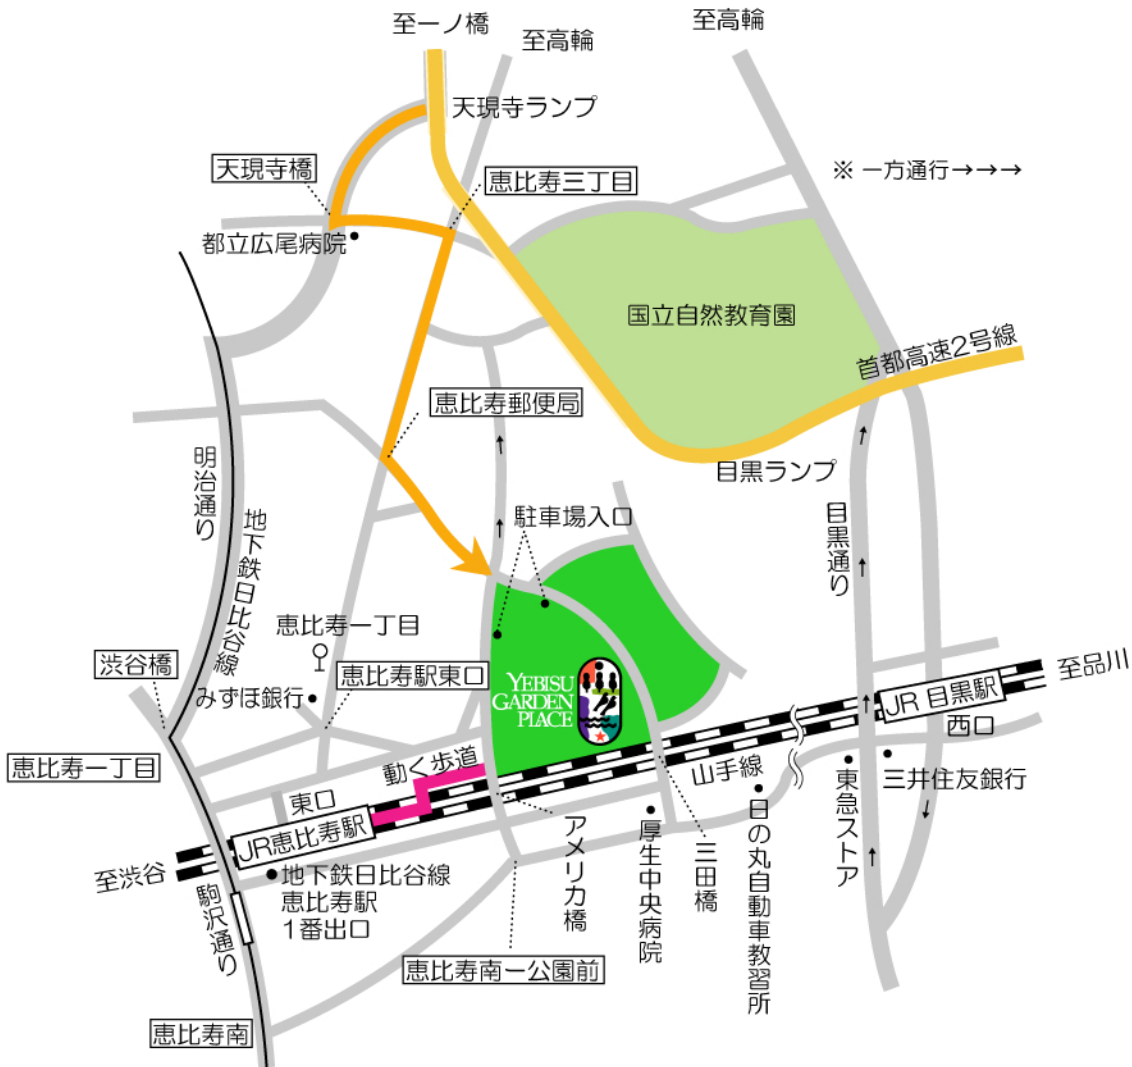 至一ノ橋
至高輪
至高輪
天現寺ランプ
天現寺橋
恵比寿三丁目
※ 一方通行→→→
都立広尾病院
国立自然教育園
首都高速2号線
恵比寿郵便局
目黒ランプ
明治通り
地下鉄日比谷線
駐車場入口
目黒通り
恵比寿一丁目
渋谷橋
恵比寿駅東口
みずほ銀行
YEBISU
GARDEN
PLACE
至品川
JR 目黒駅
西口
恵比寿一丁目
動く歩道
山手線
三井住友銀行
東急ストア
東口
JR恵比寿駅
至渋谷
地下鉄日比谷線
恵比寿駅
1番出口
アメリカ橋
厚生中央病院
三田橋
日の丸自動車教習所
駒沢通り
恵比寿南一公園前
恵比寿南